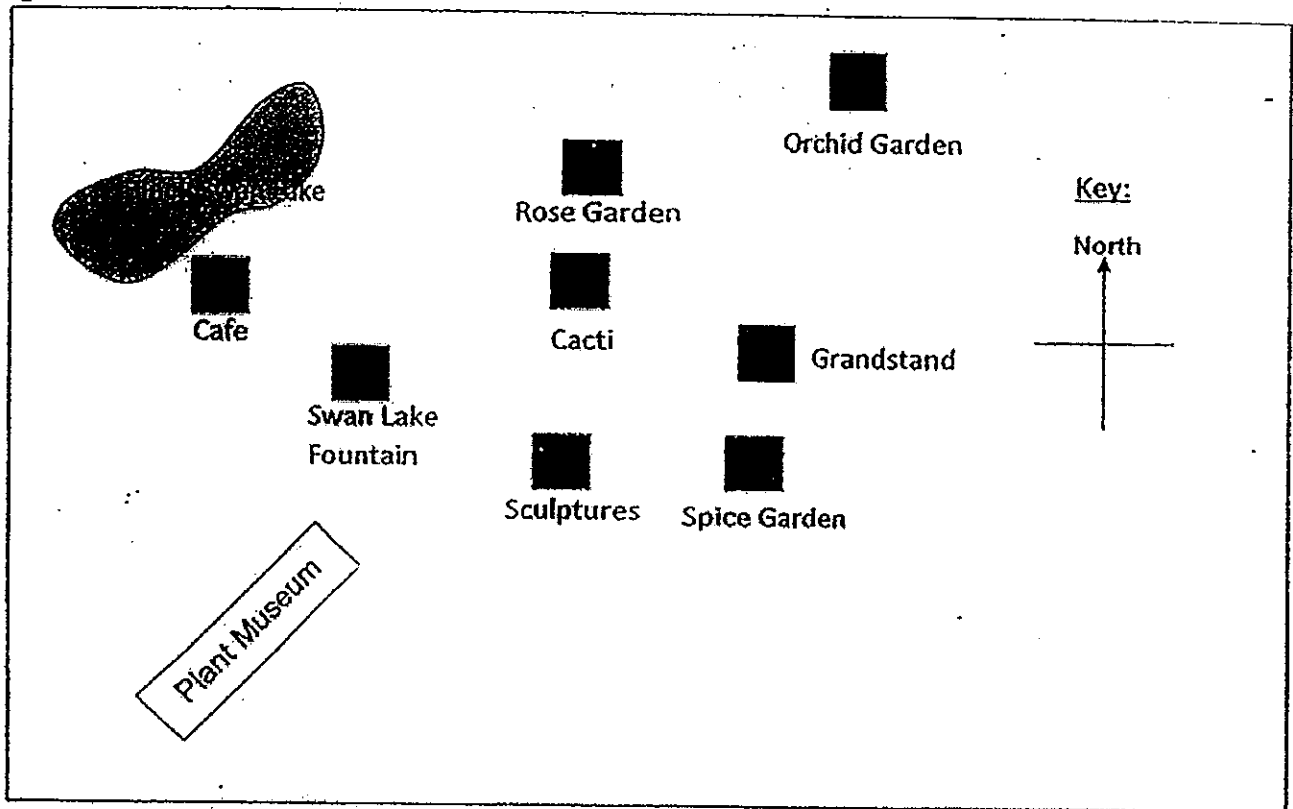 Orchid Garden
Rose Garden
Key:
North
Cafe
Cacti
Grandstand
Swan Lake
Fountain
Sculptures
Spice Garden
Plant Museum